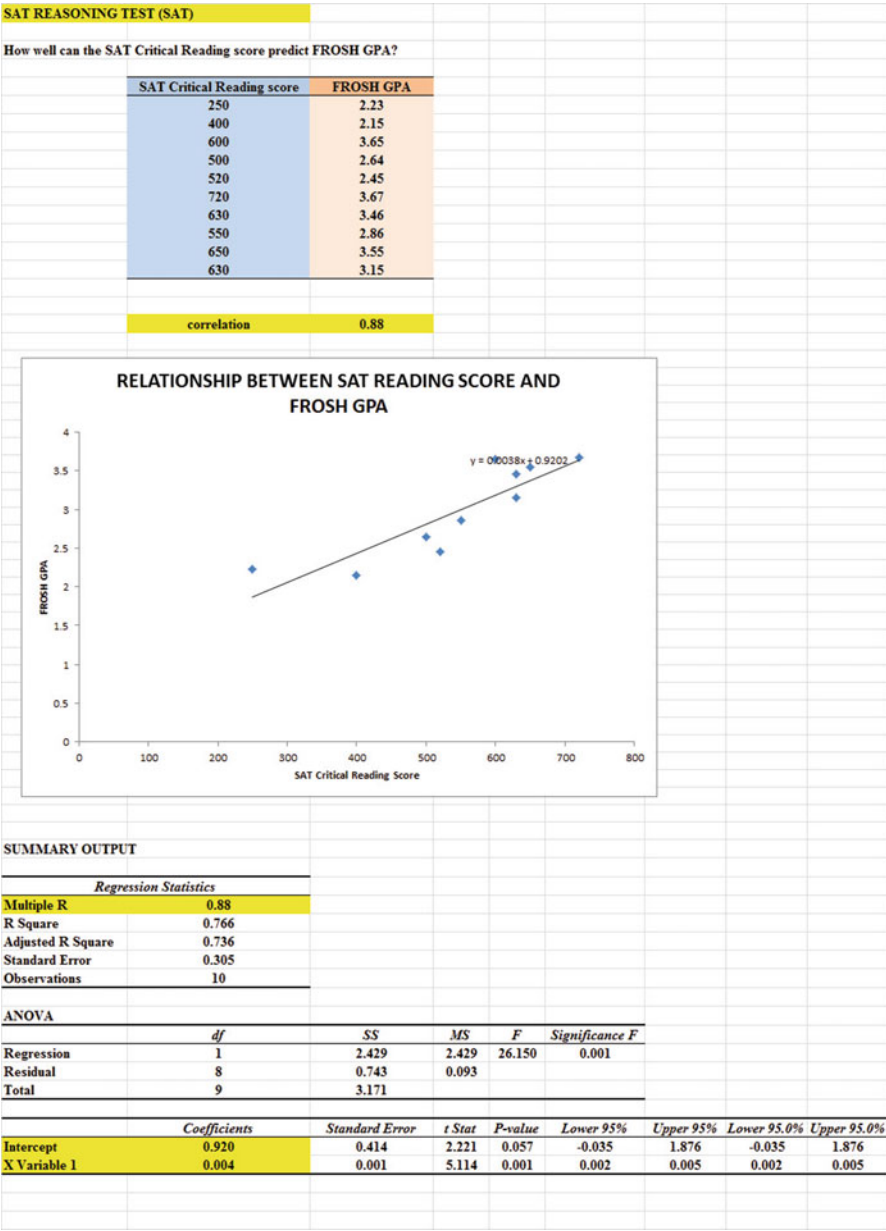 SAT REASONING TEST (SAT)
How well can the SAT Critical Reading score predict FROSH GPA?
SAT Critical Reading score FROSH GPA
250 2.23
400 2.15
600 3.65
500 2.64
520 2.45
720 3.67
630 3.46
550 2.86
650 3.55
630 3.15
correlation 0.88
RELATIONSHIP BETWEEN SAT READING SCORE AND
FROSH GPA
y = 0.0038x + 0.9202
4
3.5
3
2.5
2
1.5
1
0.5
0
FROSH GPA
0 100 200 300 400 500 600 700 800
SAT Critical Reading Score
SUMMARY OUTPUT
Regression Statistics
Multiple R 0.88
R Square 0.766
Adjusted R Square 0.736
Standard Error 0.305
Observations 10
ANOVA
df SS MS F Significance F
Regression 1 2.429 2.429 26.150 0.001
Residual 8 0.743 0.093
Total 9 3.171
Coefficients Standard Error t Stat P-value Lower 95% Upper 95% Lower 95.0% Upper 95.0%
Intercept 0.920 0.414 2.221 0.057 -0.035 1.876 -0.035 1.876
X Variable 1 0.004 0.001 5.114 0.001 0.002 0.005 0.002 0.005